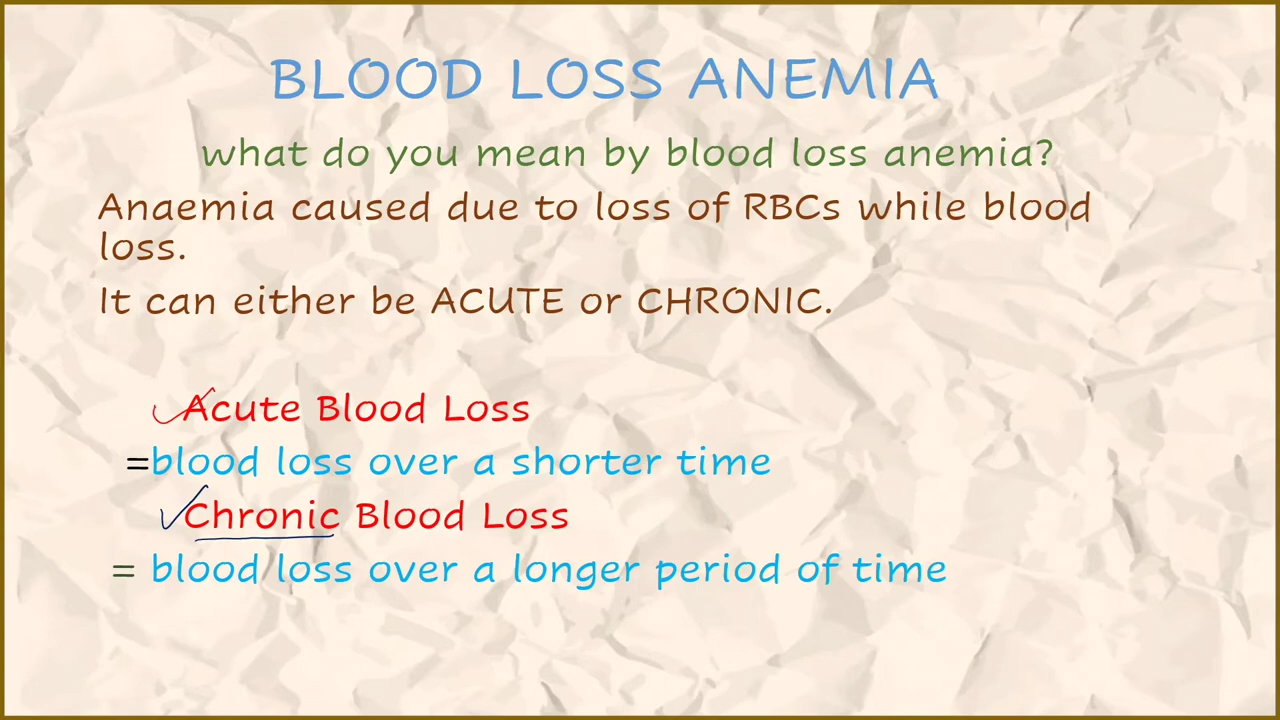 BLOOD LOSS ANEMIA
what do you mean by blood loss anemia?
Anaemia caused due to loss of RBCs while blood
loss.
It can either be ACUTE or CHRONIC.
Acute Blood Loss
=blood loss over a shorter time
Chronic Blood Loss
= blood loss over a longer period of time